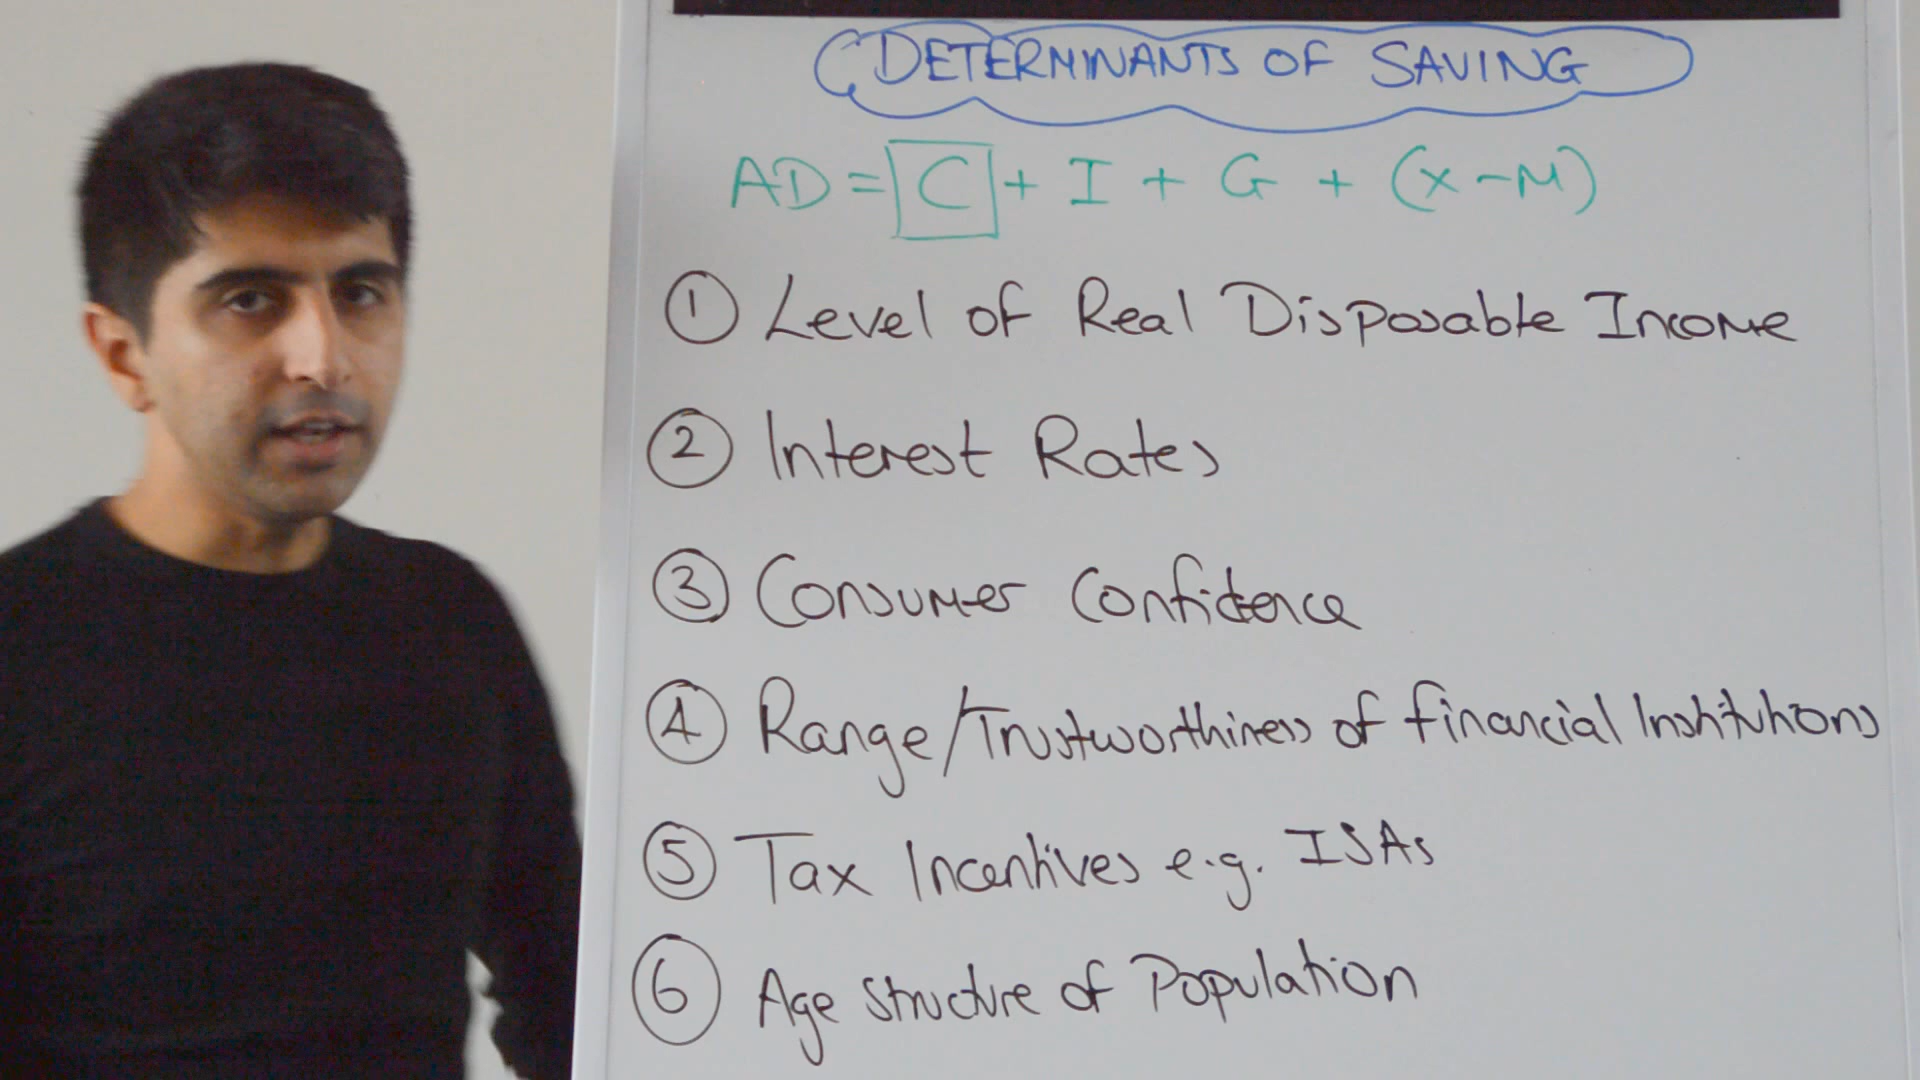 DETERMINANTS OF SAVING
AD = C + I + G + (X-M)
1 Level of Real Disposable Income
2 Interest Rates
3 Consumer Confidence
4 Range/Trustworthiness of Financial Institutions
5 Tax Incentives e.g. ISAs
6 Age Structure of Population